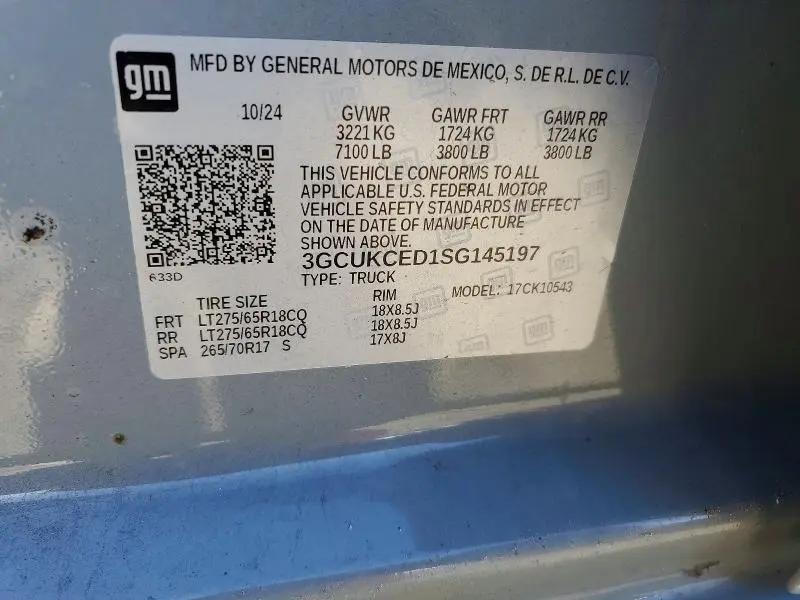 gm
MFD BY GENERAL MOTORS DE MEXICO, S. DE R.L. DE C.V.
10/24 GVWR GAWR FRT GAWR RR
3221 KG 1724 KG 1724 KG
7100 LB 3800 LB 3800 LB
THIS VEHICLE CONFORMS TO ALL
APPLICABLE U.S. FEDERAL MOTOR
VEHICLE SAFETY STANDARDS IN EFFECT
ON THE DATE OF MANUFACTURE
SHOWN ABOVE.
3GCUKCED1SG145197
633D
TYPE: TRUCK
MODEL: 17CK10543
TIRE SIZE RIM
FRT LT275/65R18CQ 18X8.5J
RR LT275/65R18CQ 18X8.5J
SPA 265/70R17 S 17X8J